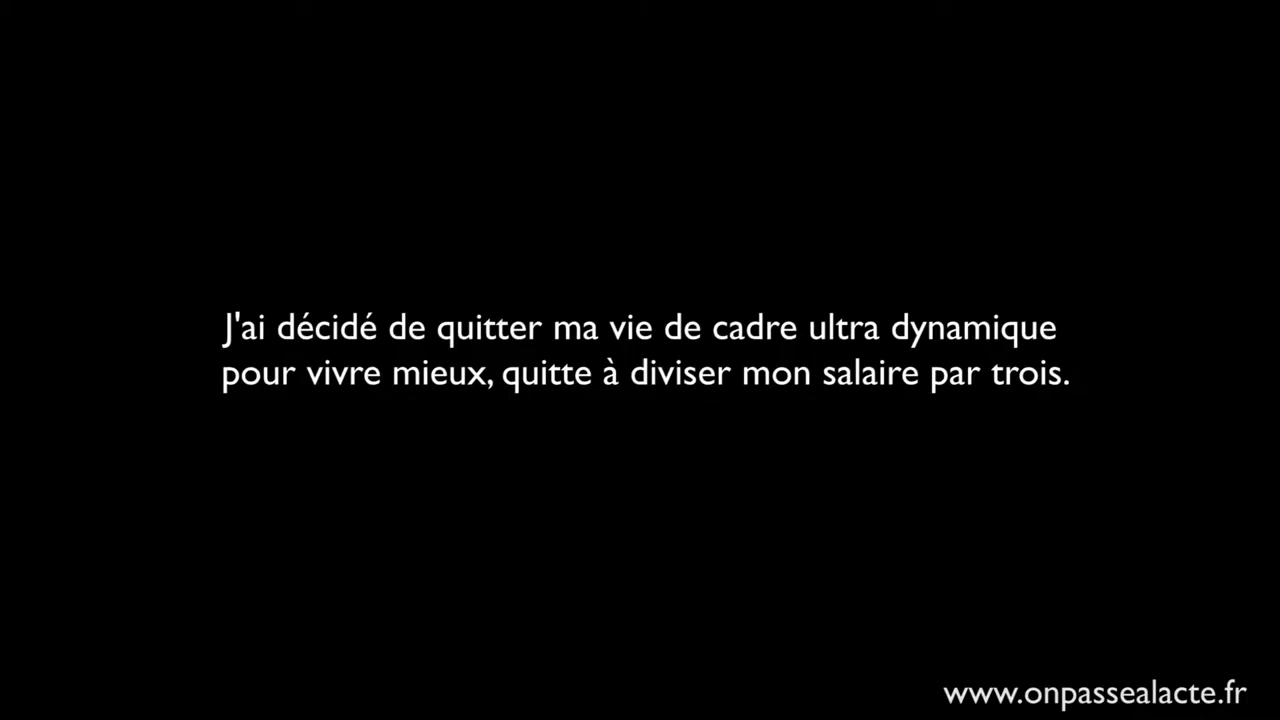 J'ai décidé de quitter ma vie de cadre ultra dynamique
pour vivre mieux, quitte à diviser mon salaire par trois.
www.onpassealacte.fr